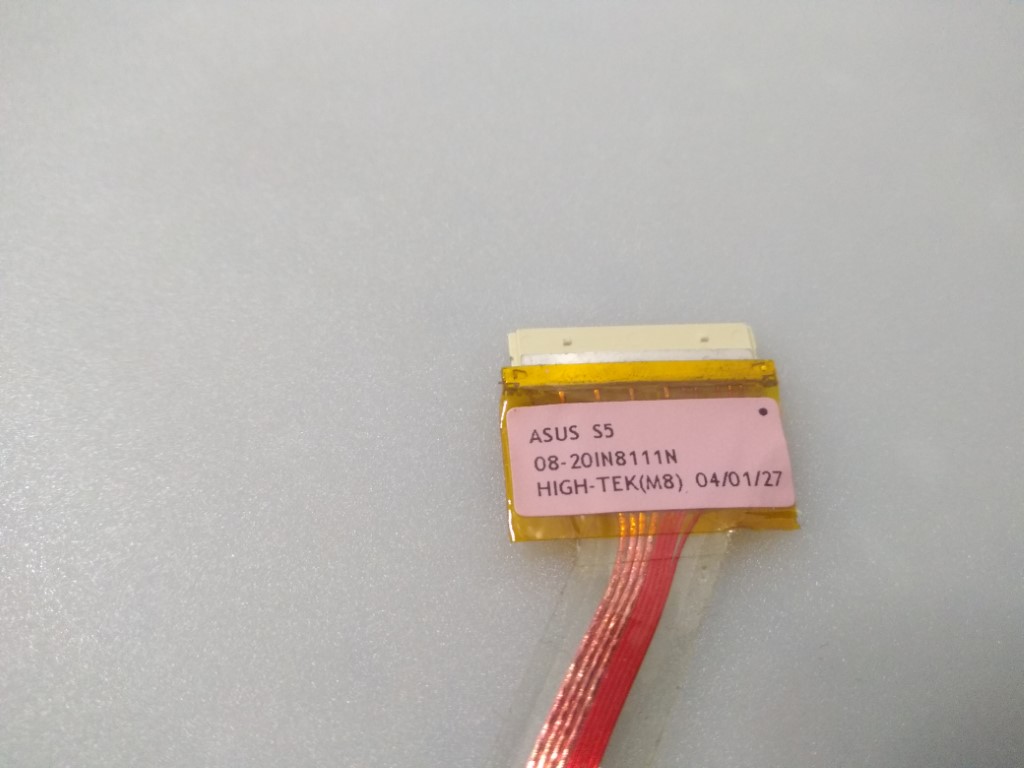 ASUS S5
08-20IN8111N
HIGH-TEK(M8) 04/01/27